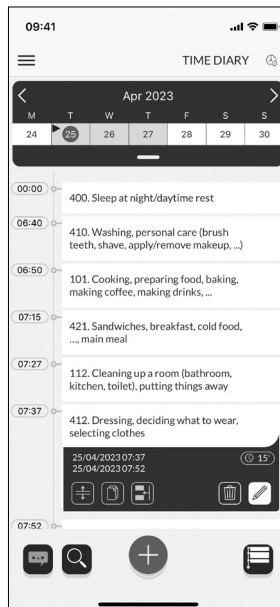 09:41
TIME DIARY
Apr 2023
M T W T F S S
24 25 26 27 28 29 30
00:00
400. Sleep at night/daytime rest
06:40
410. Washing, personal care (brush
teeth, shave, apply/remove makeup, ...)
06:50
101. Cooking, preparing food, baking,
making coffee, making drinks, ...
07:15
421. Sandwiches, breakfast, cold food,
..., main meal
07:27
112. Cleaning up a room (bathroom,
kitchen, toilet), putting things away
07:37
412. Dressing, deciding what to wear,
selecting clothes
25/04/2023 07:37
25/04/2023 07:52
15'
07:52